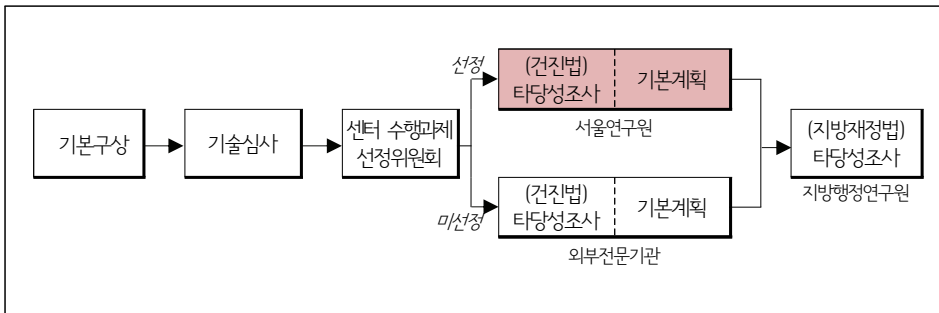 기본구상
기술심사
센터 수행과제
선정위원회
선정
(건진법)
타당성조사
기본계획
서울연구원
미선정
(건진법)
타당성조사
기본계획
외부전문기관
(지방재정법)
타당성조사
지방행정연구원